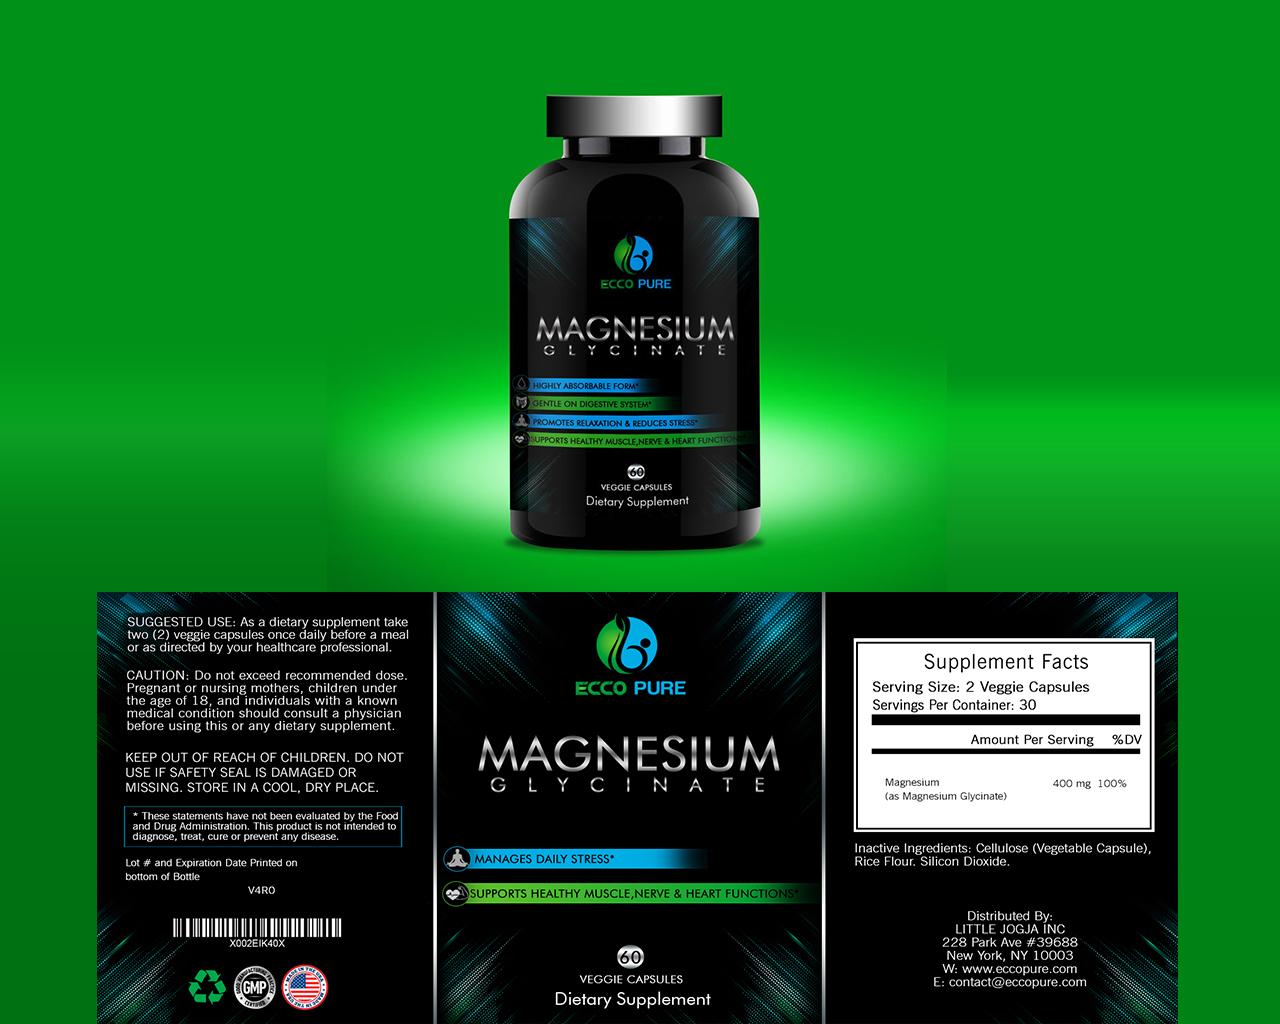 ECCO PURE
MAGNESIUM
GLYCINATE
HIGHLY ABSORBABLE FORM*
GENTLE ON DIGESTIVE SYSTEM*
PROMOTES RELAXATION & REDUCES STRESS*
SUPPORTS HEALTHY MUSCLE,NERVE & HEART FUNCTIONS*
60
VEGGIE CAPSULES
Dietary Supplement
SUGGESTED USE: As a dietary supplement take
two (2) veggie capsules once daily before a meal
or as directed by your healthcare professional.
CAUTION: Do not exceed recommended dose.
Pregnant or nursing mothers, children under
the age of 18, and individuals with a known
medical condition should consult a physician
before using this or any dietary supplement.
KEEP OUT OF REACH OF CHILDREN. DO NOT
USE IF SAFETY SEAL IS DAMAGED OR
MISSING. STORE IN A COOL, DRY PLACE.
* These statements have not been evaluated by the Food
and Drug Administration. This product is not intended to
diagnose, treat, cure or prevent any disease.
Lot # and Expiration Date Printed on
bottom of Bottle
V4R0
X002EIK40X
GMP
CERTIFIED
MADE IN THE USA
ECCO PURE
MAGNESIUM
GLYCINATE
MANAGES DAILY STRESS*
SUPPORTS HEALTHY MUSCLE,NERVE & HEART FUNCTIONS*
60
VEGGIE CAPSULES
Dietary Supplement
Supplement Facts
Serving Size: 2 Veggie Capsules
Servings Per Container: 30
Amount Per Serving %DV
Magnesium 400 mg 100%
(as Magnesium Glycinate)
Inactive Ingredients: Cellulose (Vegetable Capsule),
Rice Flour. Silicon Dioxide.
Distributed By:
LITTLE JOGJA INC
228 Park Ave #39688
New York, NY 10003
W: www.eccopure.com
E: contact@eccopure.com